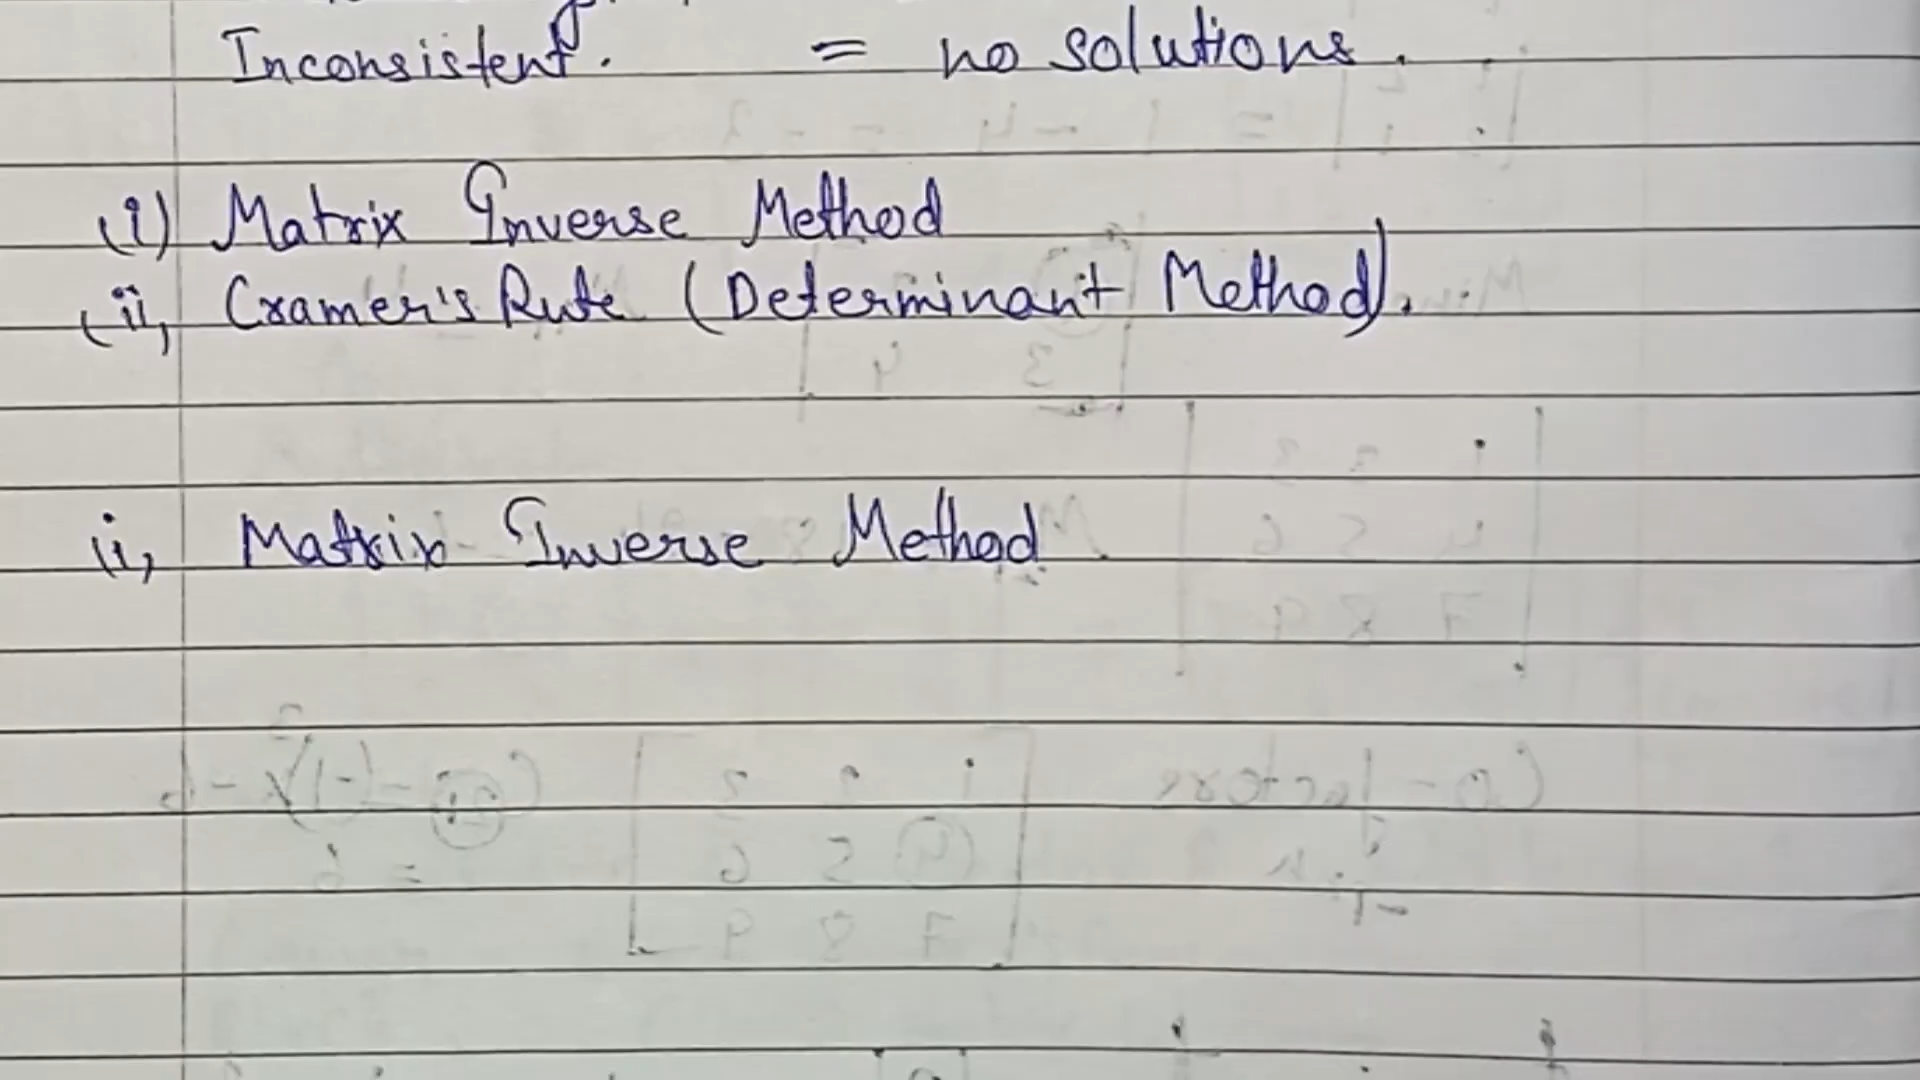 Inconsistent. = no solutions.
(i) Matrix Inverse Method
(ii) Cramer's Rule (Determinant Method).
(i) Matrix Inverse Method